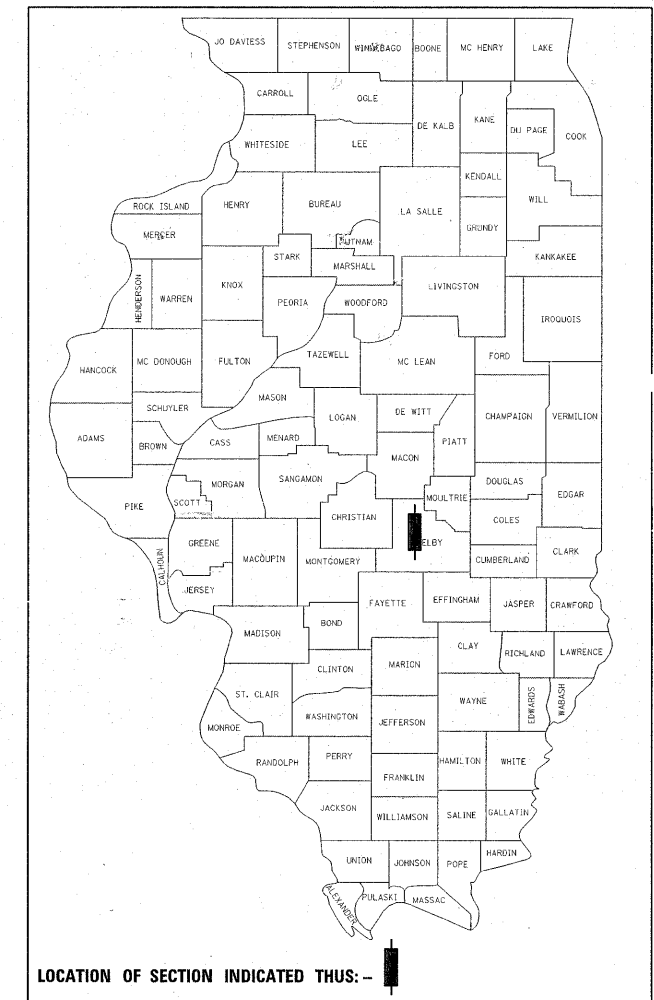 JO DAVIESS STEPHENSON WINNEBAGO BOONE MC HENRY LAKE
CARROLL OGLE DE KALB KANE DU PAGE COOK
WHITESIDE LEE
KENDALL
ROCK ISLAND HENRY BUREAU LA SALLE WILL
MERCER PUTNAM GRUNDY
STARK MARSHALL KANKAKEE
HENDERSON WARREN KNOX PEORIA WOODFORD LIVINGSTON
IROQUOIS
HANCOCK MC DONOUGH FULTON TAZEWELL MC LEAN FORD
MASON
SCHUYLER LOGAN DE WITT CHAMPAIGN VERMILION
ADAMS BROWN CASS MENARD PIATT
MACON
MORGAN SANGAMON DOUGLAS
PIKE SCOTT CHRISTIAN MOULTRIE COLES EDGAR
GREENE MACOUPIN MONTGOMERY ELBY
CALHOUN CUMBERLAND CLARK
JERSEY FAYETTE EFFINGHAM JASPER CRAWFORD
MADISON BOND
CLAY RICHLAND LAWRENCE
CLINTON MARION
ST. CLAIR WAYNE EDWARDS WABASH
WASHINGTON JEFFERSON
MONROE
RANDOLPH PERRY HAMILTON WHITE
FRANKLIN
JACKSON WILLIAMSON SALINE GALLATIN
UNION JOHNSON POPE HARDIN
ALEXANDER PULASKI MASSAC
LOCATION OF SECTION INDICATED THUS: –